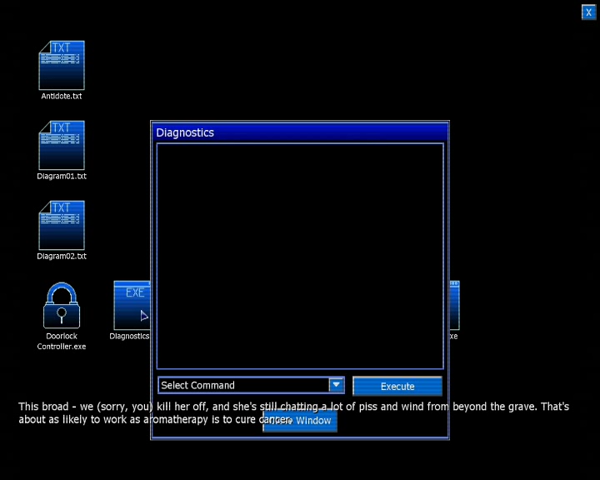 X
TXT
Antidote.txt
Diagnostics
TXT
Diagram01.txt
TXT
Diagram02.txt
EXE
Doorlock
Controller.exe
Diagnostics
xe
Select Command
Execute
This broad - we (sorry, you) kill her off, and she's still chatting a lot of piss and wind from beyond the grave. That's
about as likely to work as aromatherapy is to cure cancer.
Window